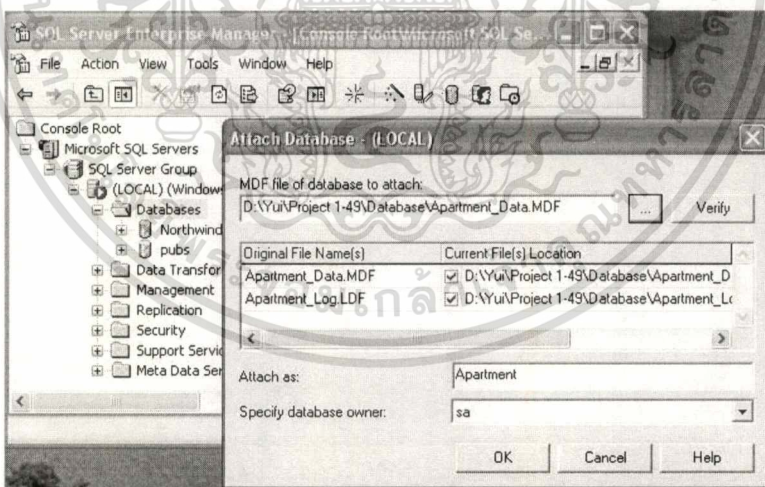 SQL Server Enterprise Manager - [Console Root\Microsoft SQL Se...
File Action View Tools Window Help
Console Root
Microsoft SQL Servers
SQL Server Group
(LOCAL) (Window
Databases
Northwind
pubs
Data Transfor
Management
Replication
Security
Support Servic
Meta Data Ser
Attach Database - (LOCAL)
MDF file of database to attach:
D:\Yui\Project 1-49\Database\Apartment_Data.MDF
...
Verify
Original File Name(s) Current File(s) Location
Apartment_Data.MDF D:\Yui\Project 1-49\Database\Apartment_D
Apartment_Log.LDF D:\Yui\Project 1-49\Database\Apartment_Lo
Attach as: Apartment
Specify database owner: sa
OK Cancel Help